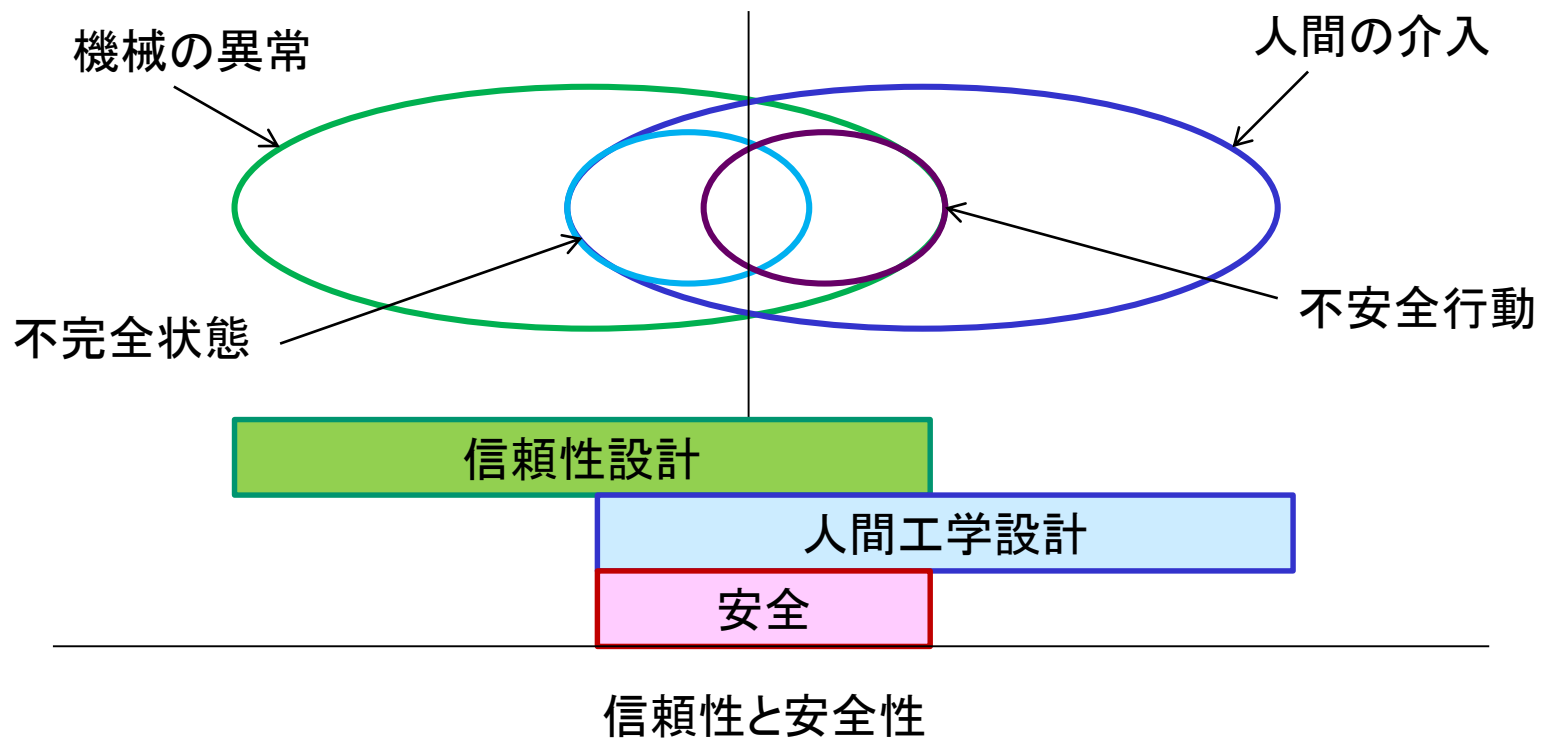 機械の異常
人間の介入
不完全状態
不安全行動
信頼性設計
人間工学設計
安全
信頼性と安全性